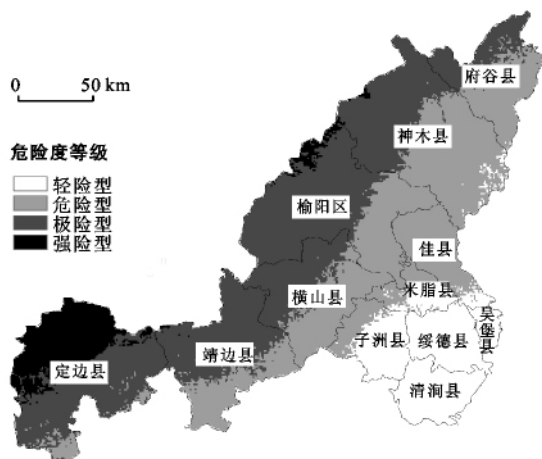 0 50 km
危险度等级
轻险型
危险型
极险型
强险型
府谷县
神木县
榆阳区
佳县
横山县
米脂县
吴堡县
子洲县
绥德县
靖边县
定边县
清涧县